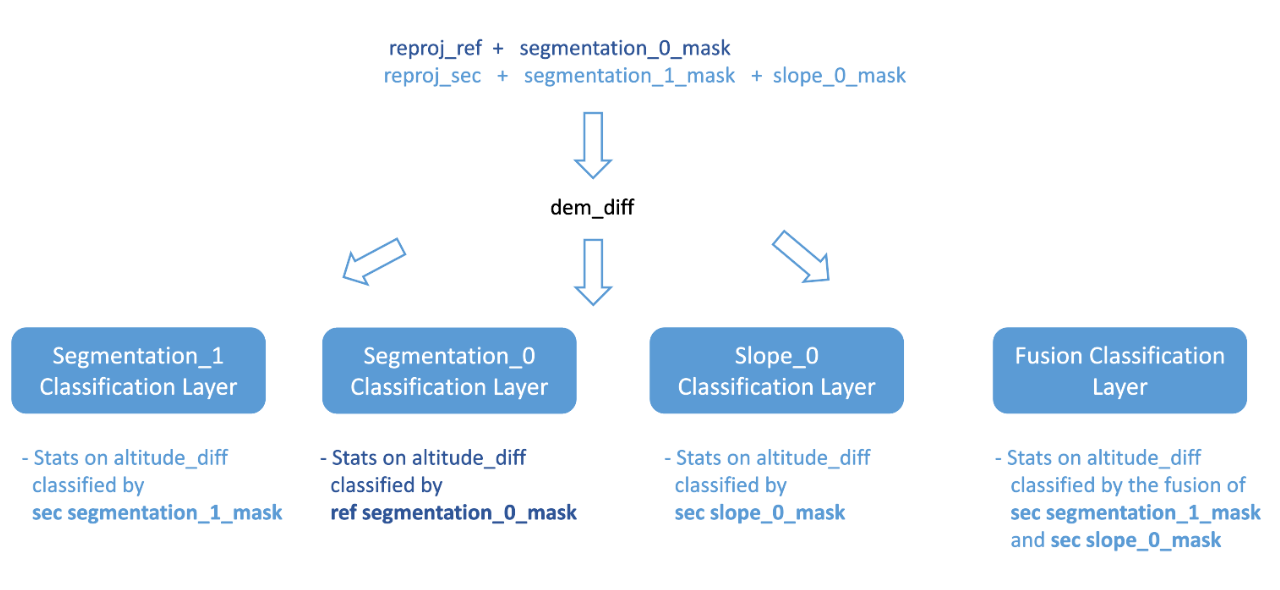 reproj_ref + segmentation_0_mask
reproj_sec + segmentation_1_mask + slope_0_mask
dem_diff
Segmentation_1
Classification Layer
Segmentation_0
Classification Layer
Slope_0
Classification Layer
Fusion Classification
Layer
- Stats on altitude_diff
classified by
sec segmentation_1_mask
- Stats on altitude_diff
classified by
ref segmentation_0_mask
- Stats on altitude_diff
classified by
sec slope_0_mask
- Stats on altitude_diff
classified by the fusion of
sec segmentation_1_mask
and sec slope_0_mask